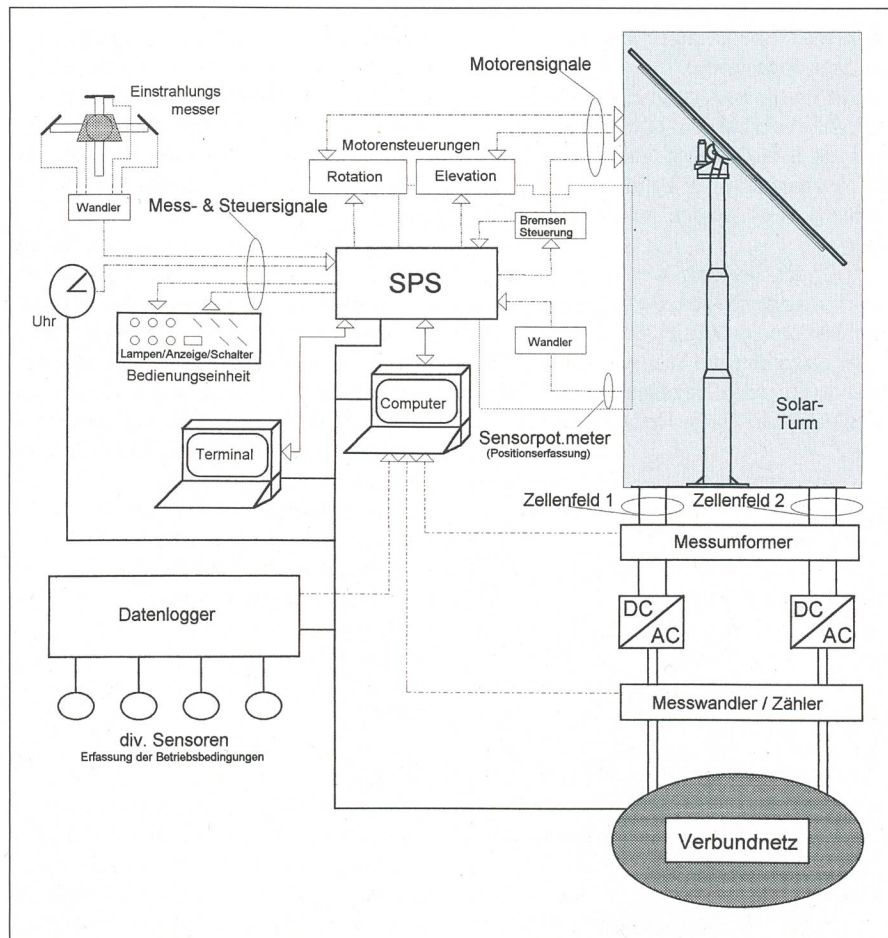 Einstrahlungs
messer
Motorensignale
Motorensteuerungen
Rotation
Elevation
Wandler
Mess- & Steuersignale
Bremsen
Steuerung
SPS
Uhr
Lampen/Anzeige/Schalter
Bedienungseinheit
Wandler
Computer
Terminal
Sensorpot.meter
(Positionserfassung)
Solar-
Turm
Zellenfeld 1
Zellenfeld 2
Messumformer
Datenlogger
DC
AC
DC
AC
Messwandler / Zähler
div. Sensoren
Erfassung der Betriebsbedingungen
Verbundnetz